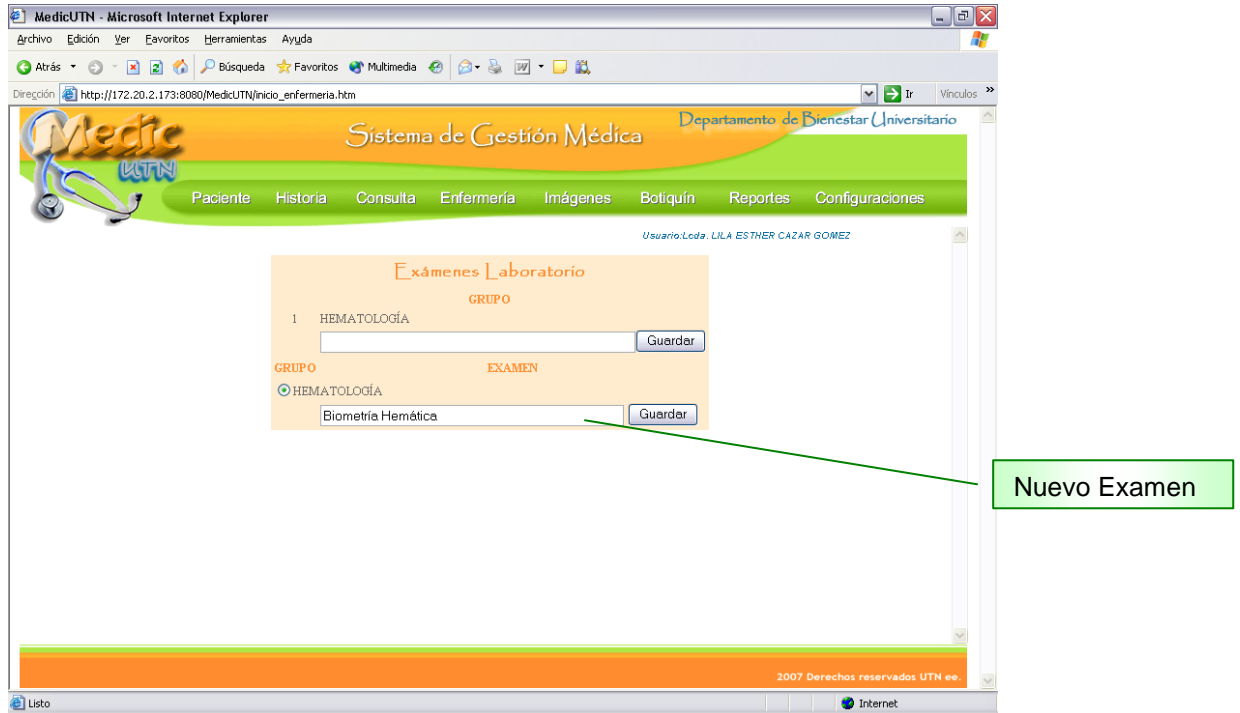 MedicUTN - Microsoft Internet Explorer
Archivo Edición Ver Favoritos Herramientas Ayuda
Atrás Búsqueda Favoritos Multimedia
Dirección http://172.20.2.173:8080/MedicUTN/inicio_enfermeria.htm Ir Vínculos »
Medic
UTN
Sistema de Gestión Médica
Departamento de Bienestar Universitario
Paciente Historia Consulta Enfermería Imágenes Botiquín Reportes Configuraciones
Usuario:Lcda. LILA ESTHER CAZAR GOMEZ
Exámenes Laboratorio
GRUPO
1 HEMATOLOGÍA
Guardar
GRUPO EXAMEN
HEMATOLOGÍA
Biometría Hemática Guardar
Nuevo Examen
2007 Derechos reservados UTN ee.
Listo Internet